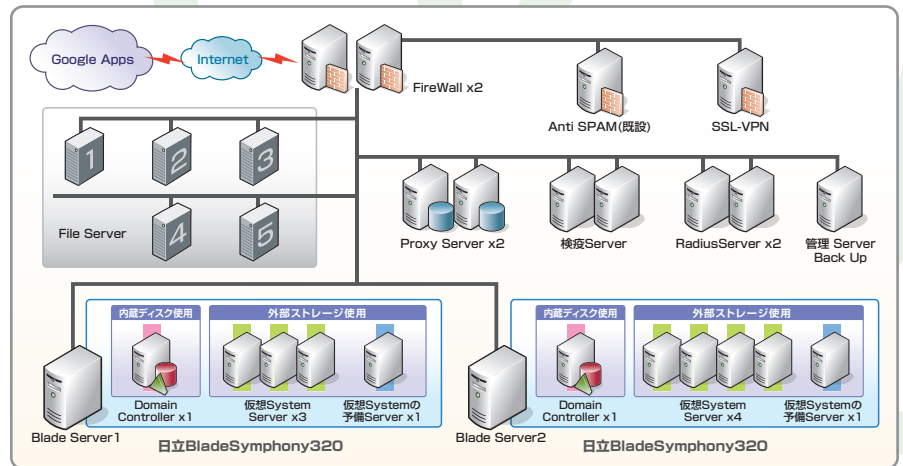 Google Apps
Internet
FireWall x2
Anti SPAM(既設)
SSL-VPN
1
2
3
File Server
4
5
Proxy Server x2
検疫Server
RadiusServer x2
管理 Server
Back Up
内蔵ディスク使用
外部ストレージ使用
Domain
Controller x1
仮想System
Server x3
仮想Systemの
予備Server x1
Blade Server1
日立BladeSymphony320
内蔵ディスク使用
外部ストレージ使用
Domain
Controller x1
仮想System
Server x4
仮想Systemの
予備Server x1
Blade Server2
日立BladeSymphony320